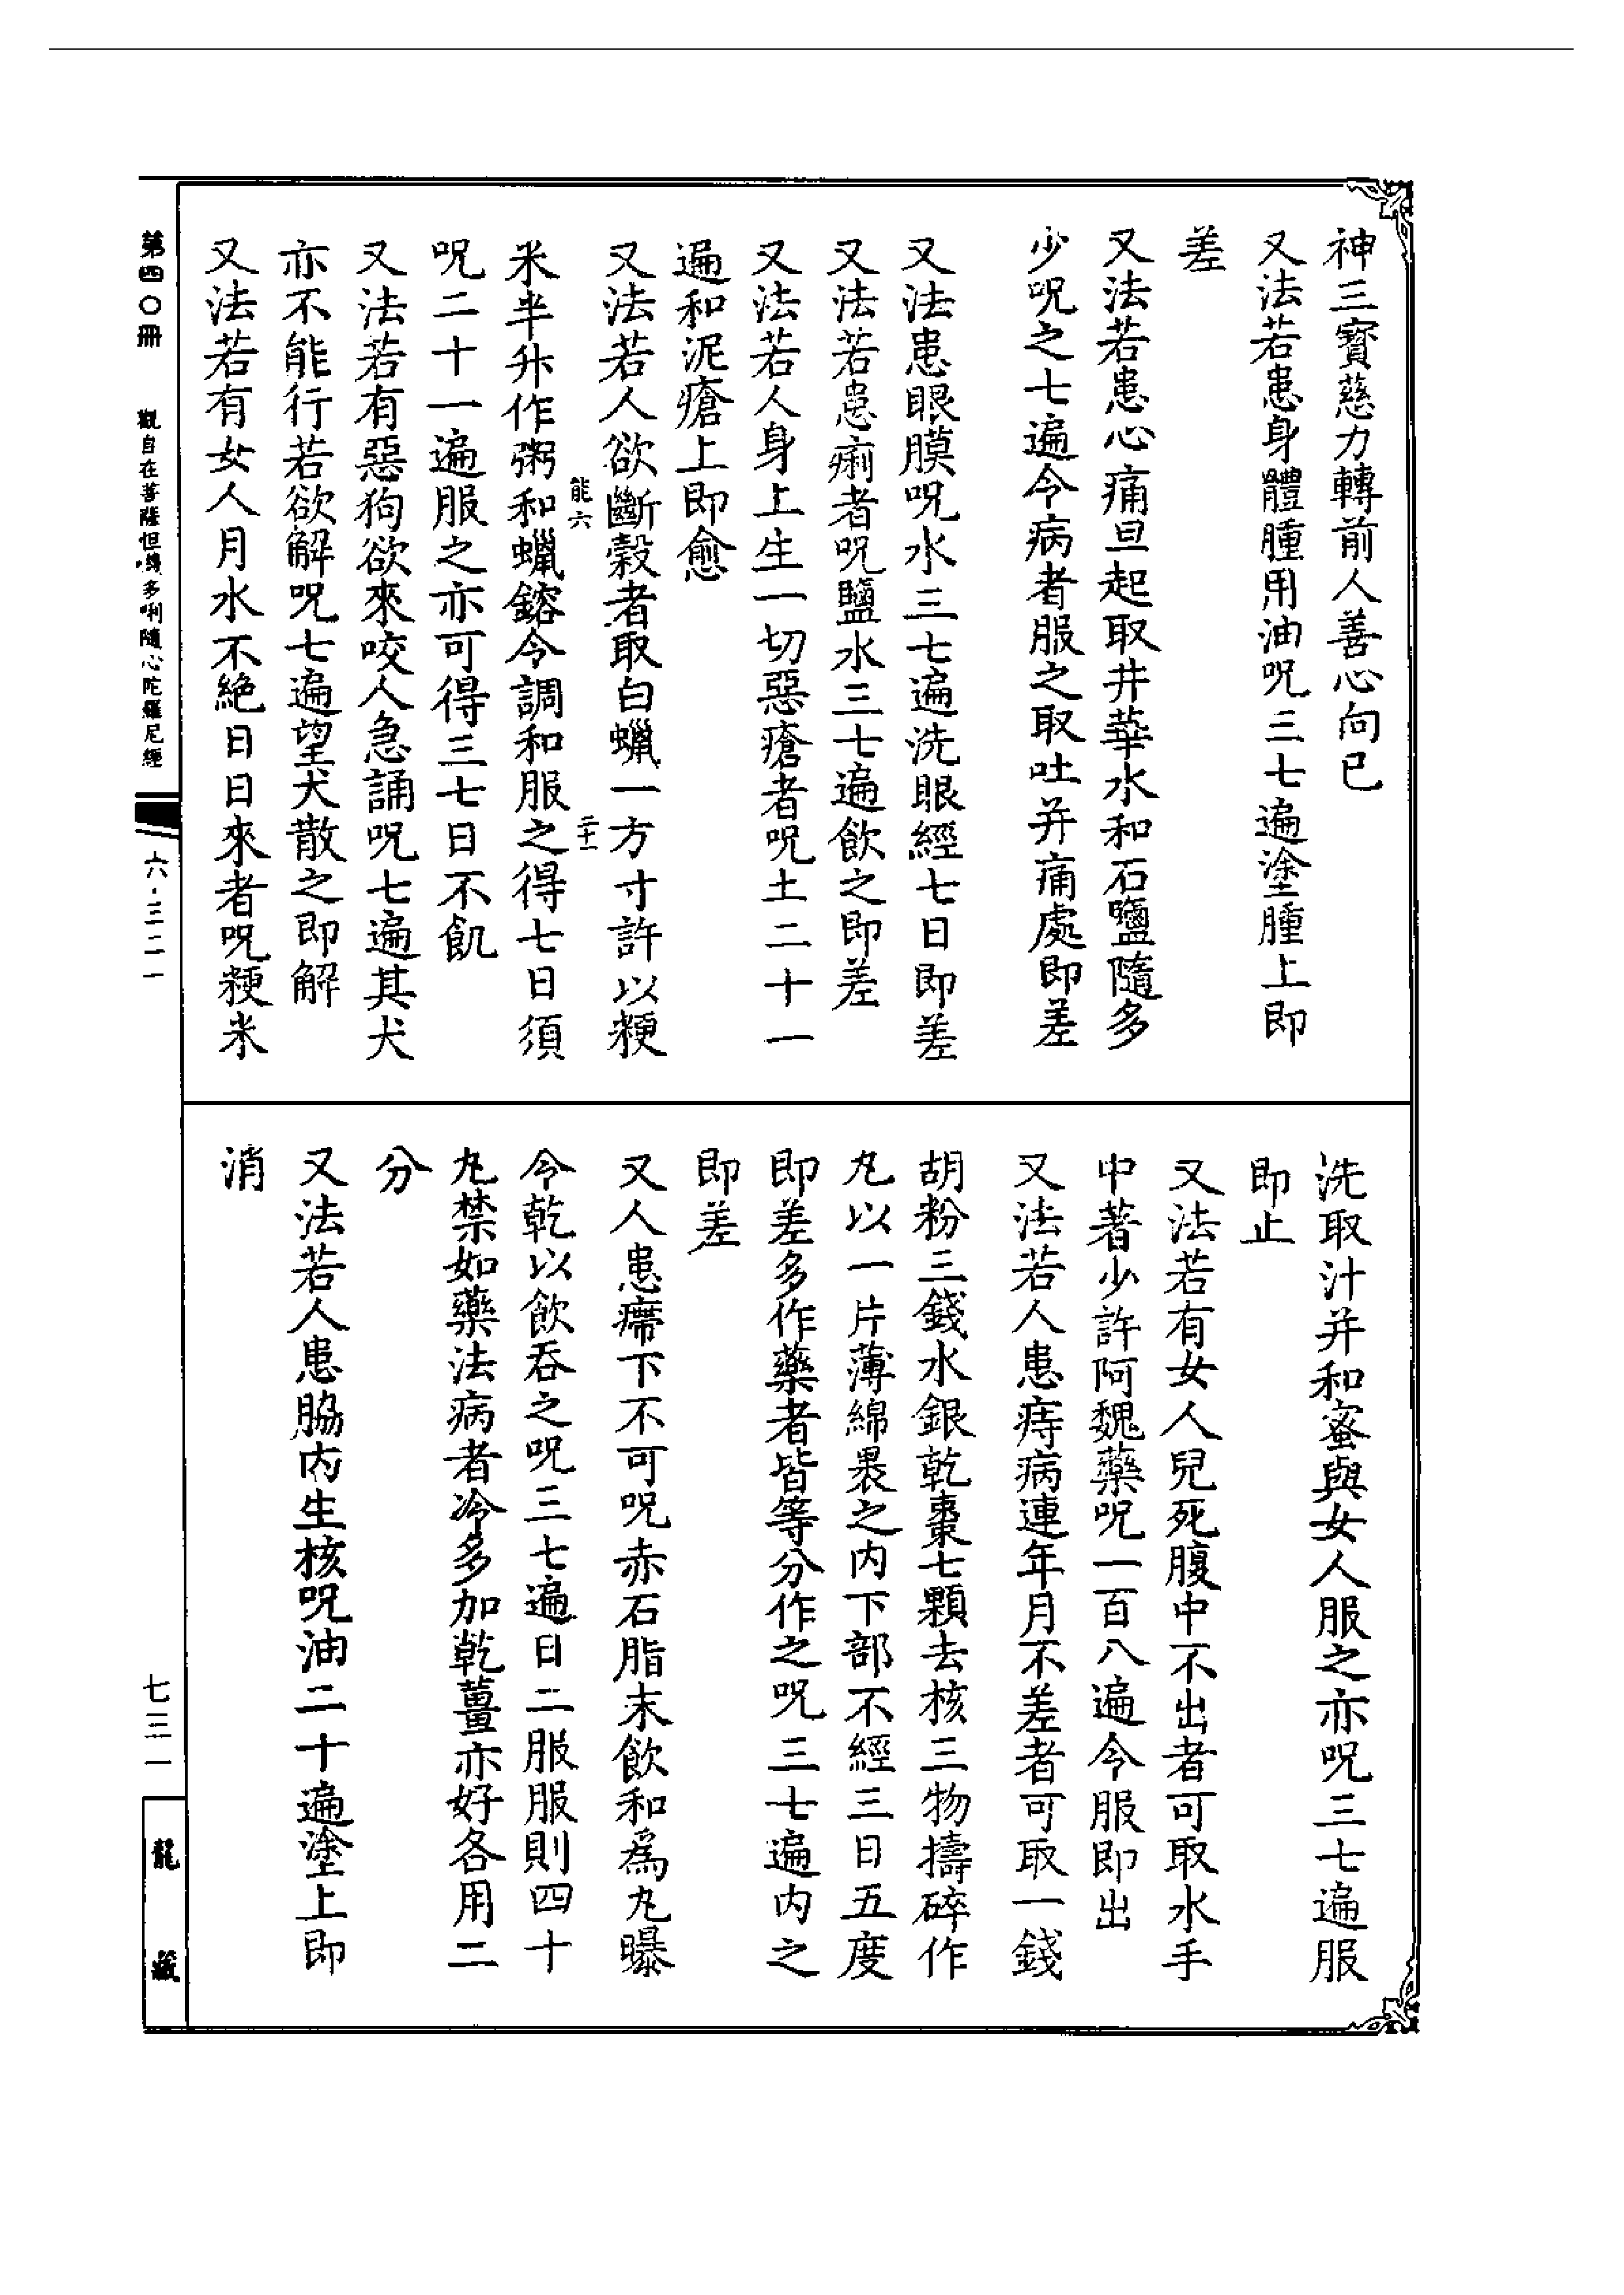 神三寳慈力轉前人善心向已
又法若患身體腫用油呪三七遍塗腫上即
差
又法若患心痛旦起取井華水和石鹽隨多
少呪之七遍令病者服之取吐并痛處即差
又法患眼膜呪水三七遍洗眼經七日即差
又法若患痢者呪鹽水三七遍飲之即差
又法若人身上生一切惡瘡者呪土二十一
遍和泥瘡上即愈
又法若人欲斷穀者取白蠟一方寸許以粳
能六
二十一
米半升作粥和蠟鎔令調和服之得七日須
呪二十一遍服之亦可得三七日不飢
又法若有惡狗欲來咬人急誦呪七遍其犬
亦不能行若欲解呪七遍望犬散之即解
又法若有女人月水不絶日日來者呪粳米
洗取汁并和蜜與女人服之亦呪三七遍服
即止
又法若有女人兒死腹中不出者可取水手
中著少許阿魏藥呪一百八遍令服即出
又法若人患痔病連年月不差者可取一錢
胡粉三錢水銀乾棗七顆去核三物擣碎作
丸以一片薄綿褁之内下部不經三日五度
即差多作藥者皆等分作之呪三七遍内之
即差
又人患㿃下不可呪赤石脂末飲和爲丸曝
令乾以飲吞之呪三七遍日二服服則四十
丸禁如藥法病者冷多加乾薑亦好各用二
分
又法若人患脇内生核呪油二十遍塗上即
消
第四〇冊
觀自在菩薩怛嚩多唎隨心陀羅尼經
六·三二一
七三一
龍藏